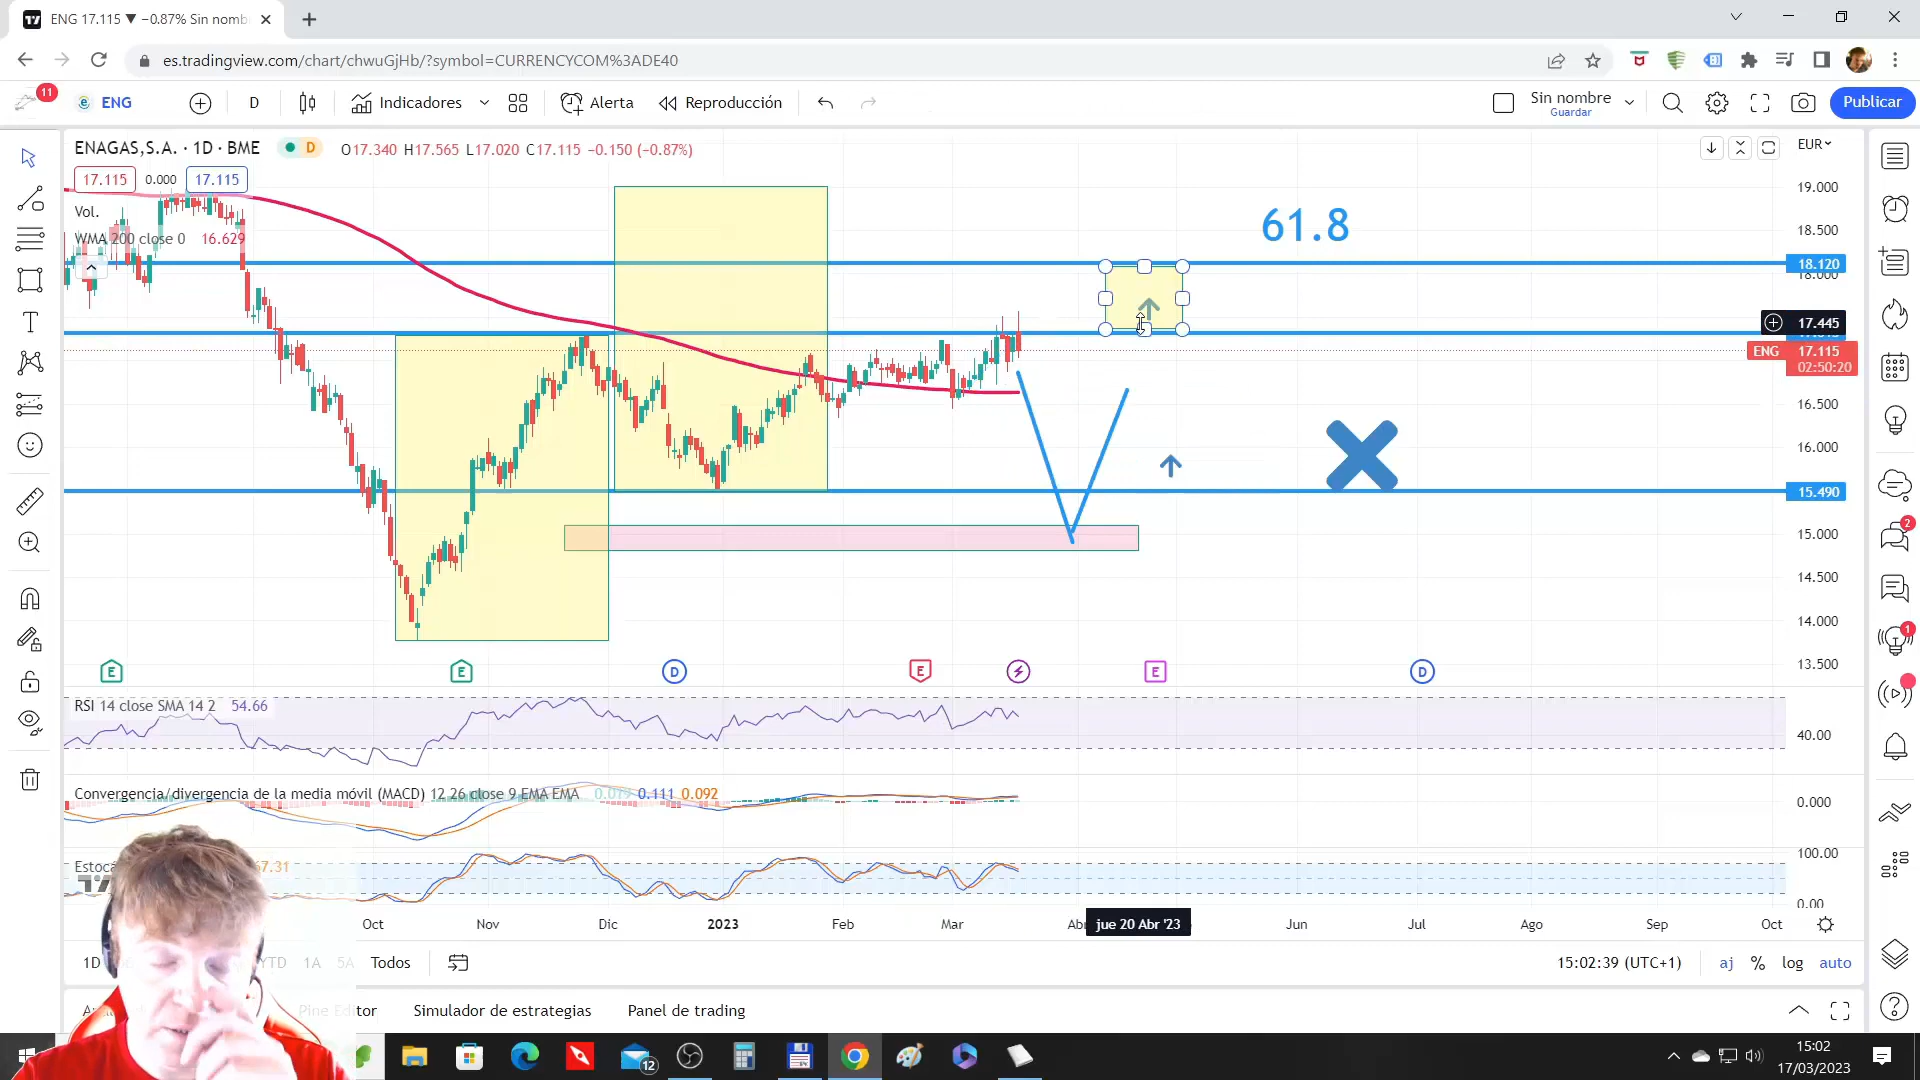 ENG 17.115 ▼ −0.87% Sin nomb
es.tradingview.com/chart/chwuGjHb/?symbol=CURRENCYCOM%3ADE40
11
ENG
D
Indicadores
Alerta
Reproducción
Sin nombre
Guardar
Publicar
ENAGAS,S.A. · 1D · BME
D
O17.340 H17.565 L17.020 C17.115 −0.150 (−0.87%)
EUR
17.115
0.000
17.115
Vol.
WMA 200 close 0 16.629
61.8
19.000
18.500
18.120
18.000
17.445
ENG 17.115
02:50:20
16.500
16.000
15.490
15.000
14.500
14.000
13.500
E
E
D
E
E
D
RSI 14 close SMA 14 2 54.66
40.00
Convergencia/divergencia de la media móvil (MACD) 12 26 close 9 EMA EMA 0.019 0.111 0.092
0.000
Estocá
67.31
100.00
0.00
Oct
Nov
Dic
2023
Feb
Mar
Ab
jue 20 Abr '23
Jun
Jul
Ago
Sep
Oct
1D
YTD
1A
5A
Todos
15:02:39 (UTC+1)
aj
%
log
auto
Pine Editor
Simulador de estrategias
Panel de trading
2
1
12
15:02
17/03/2023